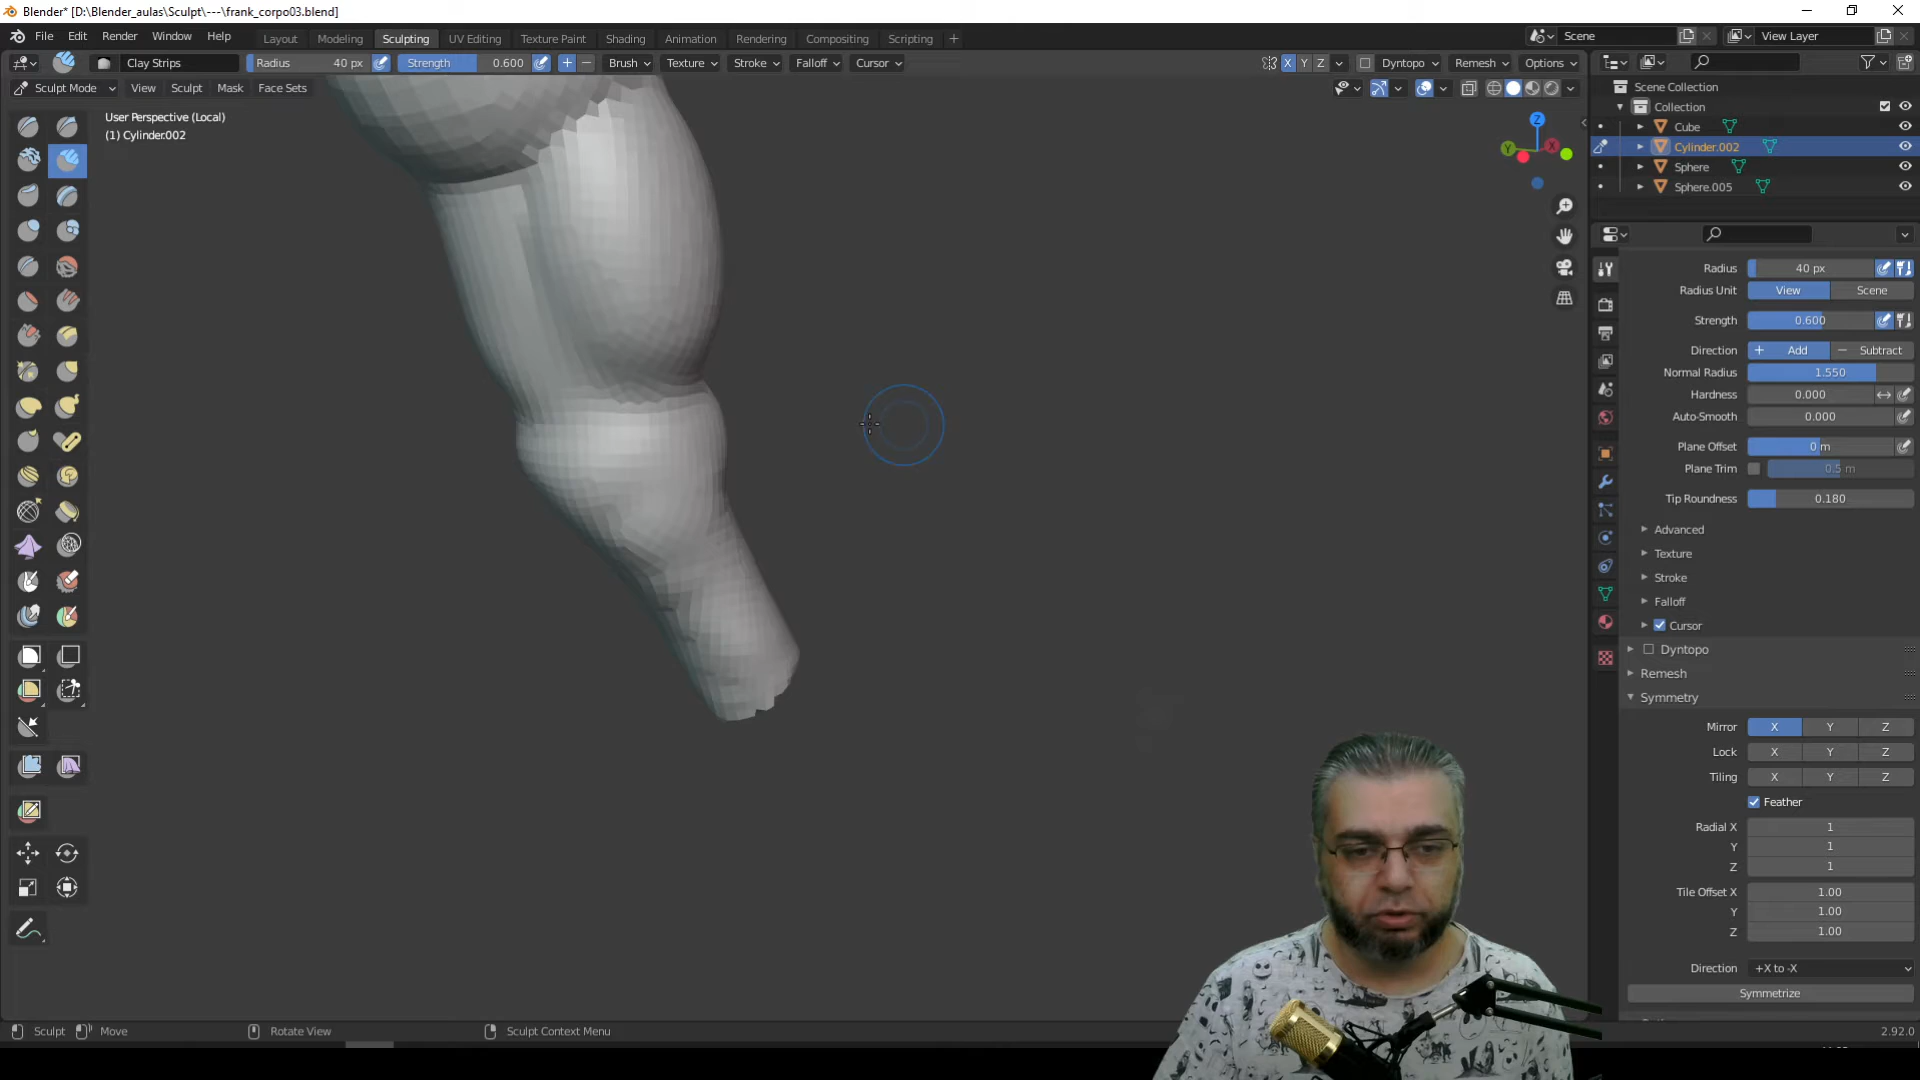 Blender* [D:\Blender_aulas\Sculpt\---\frank_corpo03.blend]
File Edit Render Window Help Layout Modeling Sculpting UV Editing Texture Paint Shading Animation Rendering Compositing Scripting + Scene View Layer
Clay Strips Radius 40 px Strength 0.600 + − Brush Texture Stroke Falloff Cursor X Y Z Dyntopo Remesh Options
Sculpt Mode View Sculpt Mask Face Sets
User Perspective (Local)
(1) Cylinder.002
Z
Y X
Scene Collection
Collection
Cube
Cylinder.002
Sphere
Sphere.005
Radius 40 px
Radius Unit View Scene
Strength 0.600
Direction + Add − Subtract
Normal Radius 1.550
Hardness 0.000
Auto-Smooth 0.000
Plane Offset 0 m
Plane Trim 0.5 m
Tip Roundness 0.180
Advanced
Texture
Stroke
Falloff
Cursor
Dyntopo
Remesh
Symmetry
Mirror X Y Z
Lock X Y Z
Tiling X Y Z
Feather
Radial X 1
Y 1
Z 1
Tile Offset X 1.00
Y 1.00
Z 1.00
Direction +X to -X
Symmetrize
Sculpt Move Rotate View Sculpt Context Menu 2.92.0